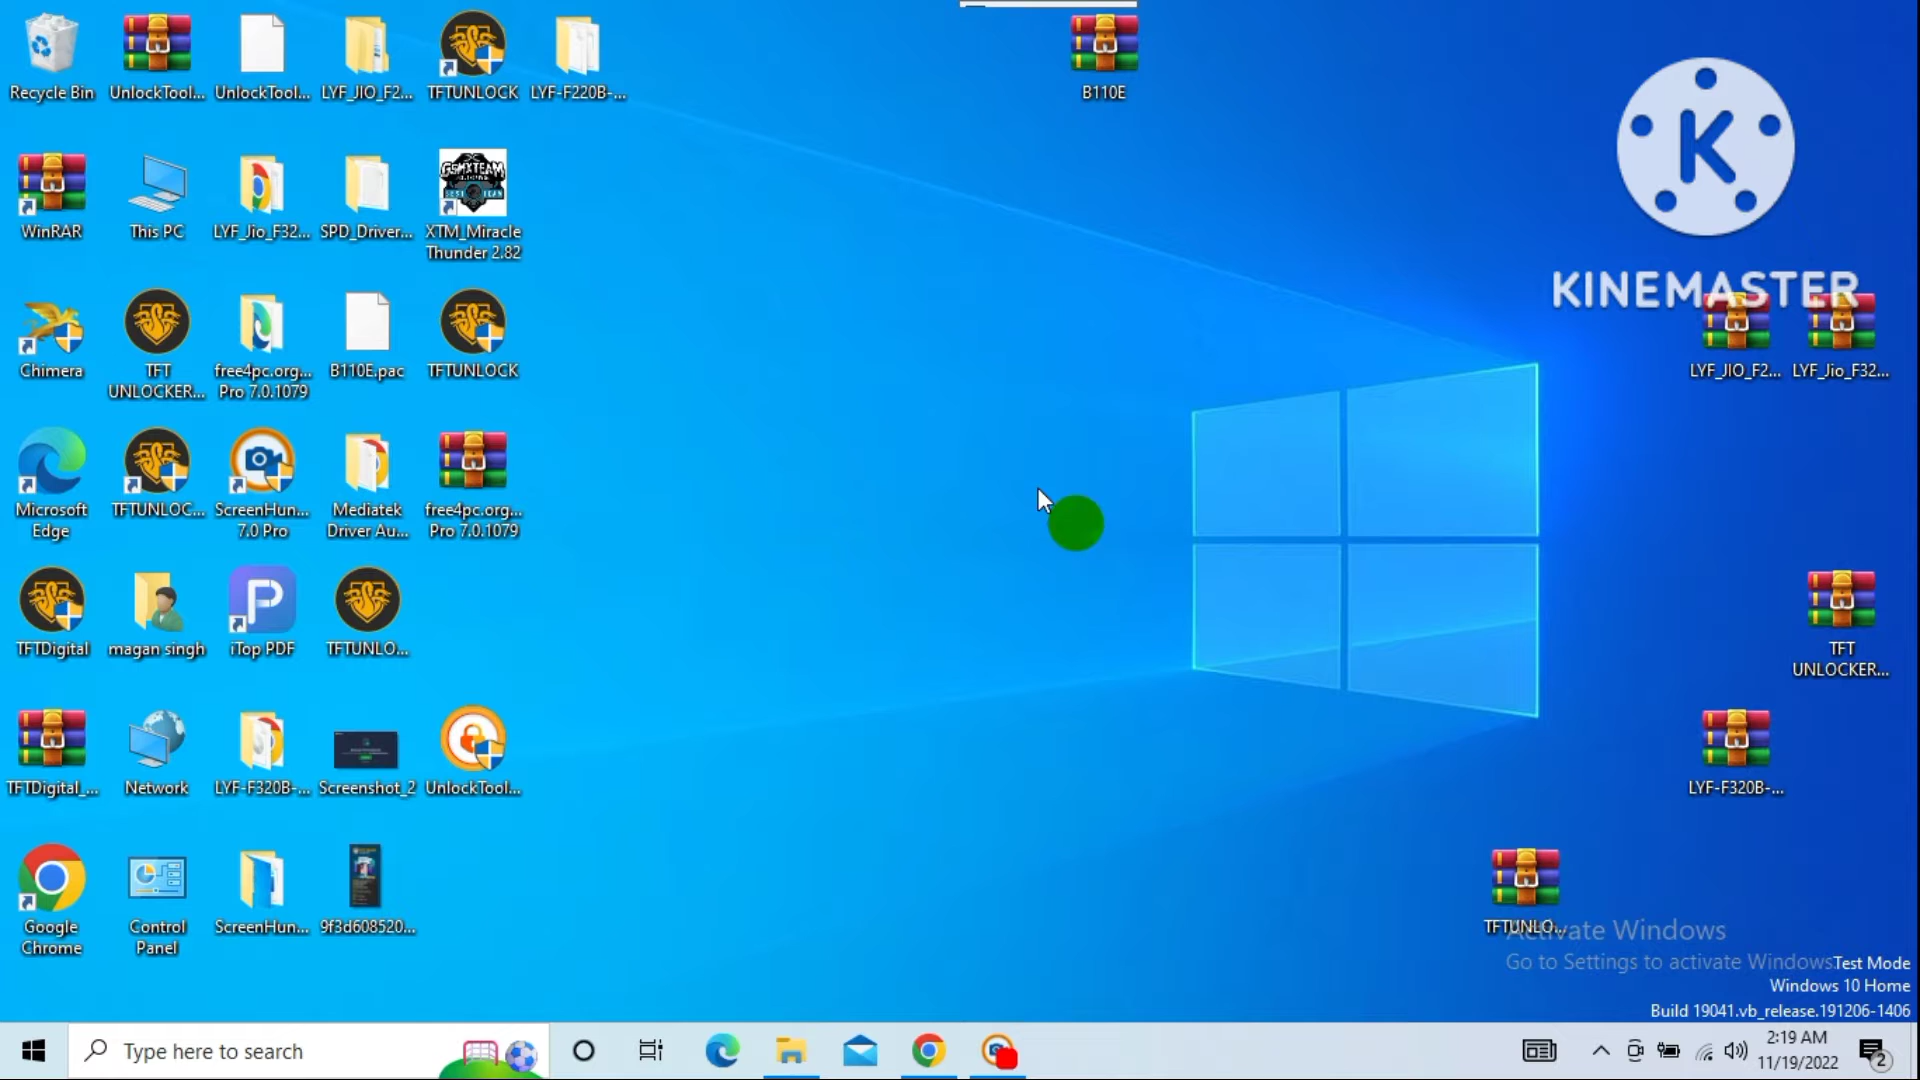 Recycle Bin
UnlockTool...
UnlockTool...
LYF_JIO_F2...
TFTUNLOCK
LYF-F220B-...
B110E
WinRAR
This PC
LYF_Jio_F32...
SPD_Driver...
GSMXTEAM
XTM_Miracle
Thunder 2.82
K
KINEMASTER
LYF_JIO_F2...
LYF_Jio_F32...
Chimera
TFT
UNLOCKER...
free4pc.org...
Pro 7.0.1079
B110E.pac
TFTUNLOCK
Microsoft
Edge
TFTUNLOC...
ScreenHun...
7.0 Pro
Mediatek
Driver Au...
free4pc.org...
Pro 7.0.1079
TFTDigital
magan singh
iTop PDF
TFTUNLO...
TFT
UNLOCKER...
TFTDigital_...
Network
LYF-F320B-...
Screenshot_2
UnlockTool...
LYF-F320B-...
Google
Chrome
Control
Panel
ScreenHun...
9f3d608520...
TFTUNLO...
Activate Windows
Go to Settings to activate Windows.
Test Mode
Windows 10 Home
Build 19041.vb_release.191206-1406
Type here to search
2:19 AM
11/19/2022
2